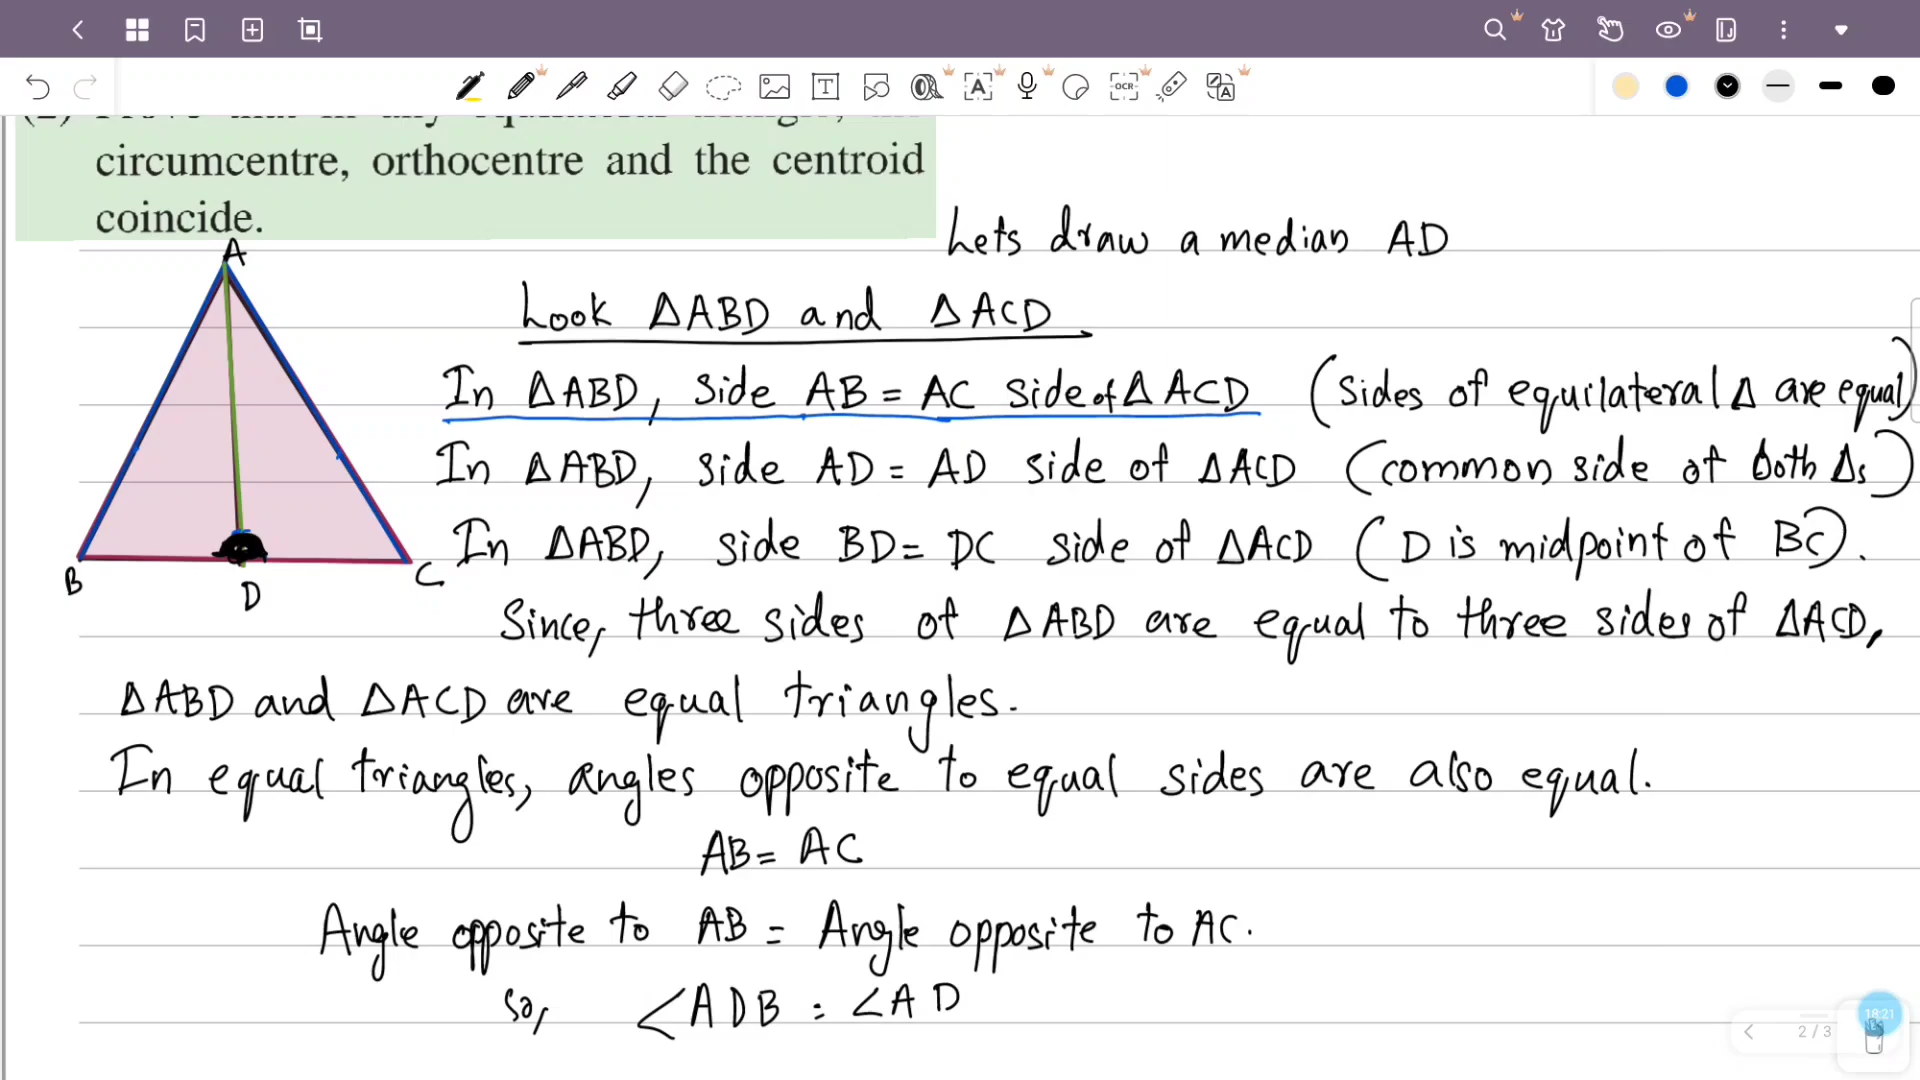 circumcentre, orthocentre and the centroid
coincide.
Lets draw a median AD
A
Look ΔABD and ΔACD
In ΔABD, side AB = AC side of Δ ACD (sides of equilateral Δ are equal)
In ΔABD, side AD = AD side of ΔACD (common side of both Δs)
In ΔABD, side BD = DC side of ΔACD (D is midpoint of BC).
B D C
Since, three sides of ΔABD are equal to three sides of ΔACD,
ΔABD and ΔACD are equal triangles.
In equal triangles, angles opposite to equal sides are also equal.
AB = AC
Angle opposite to AB = Angle opposite to AC.
so, ∠ADB = ∠AD
18:21
2 / 3